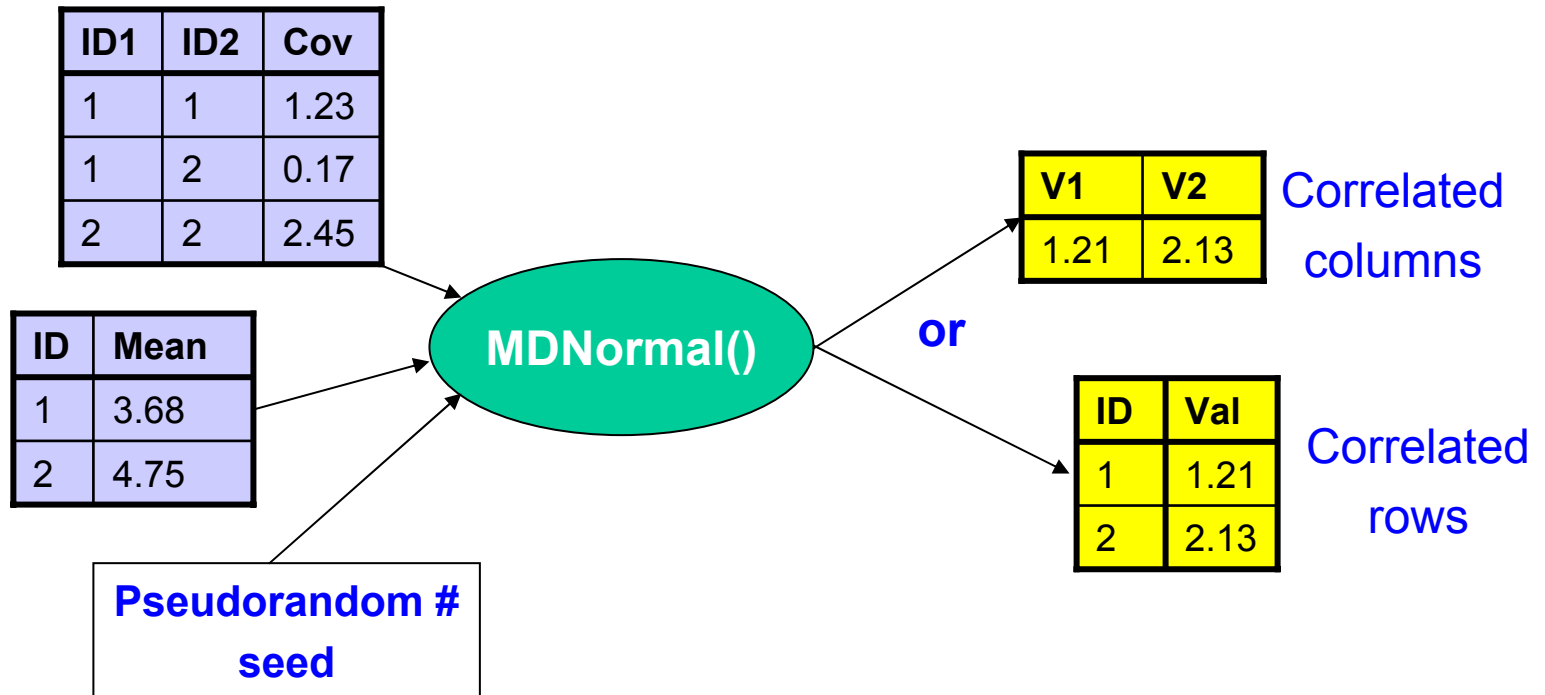 ID1 ID2 Cov
1 1 1.23
1 2 0.17
2 2 2.45
ID Mean
1 3.68
2 4.75
Pseudorandom #
seed
MDNormal()
or
V1 V2
1.21 2.13
Correlated
columns
ID Val
1 1.21
2 2.13
Correlated
rows